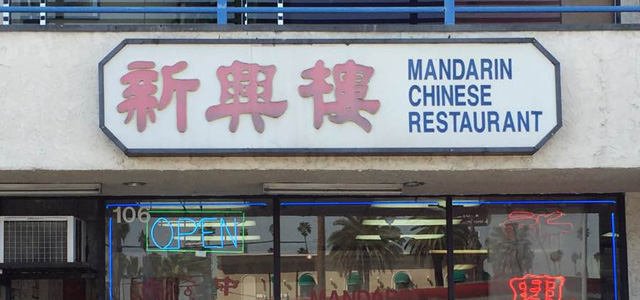 新興樓
MANDARIN
CHINESE
RESTAURANT
106
OPEN